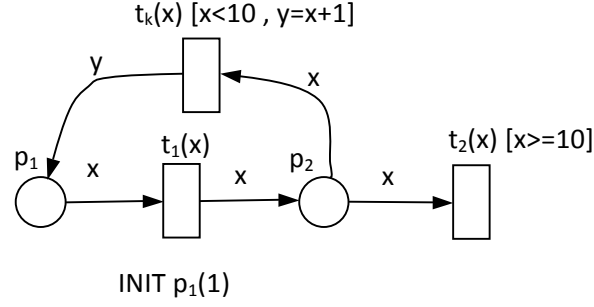 tₖ(x) [x<10 , y=x+1]
y
x
p₁
x
t₁(x)
x
p₂
x
t₂(x) [x>=10]
INIT p₁(1)